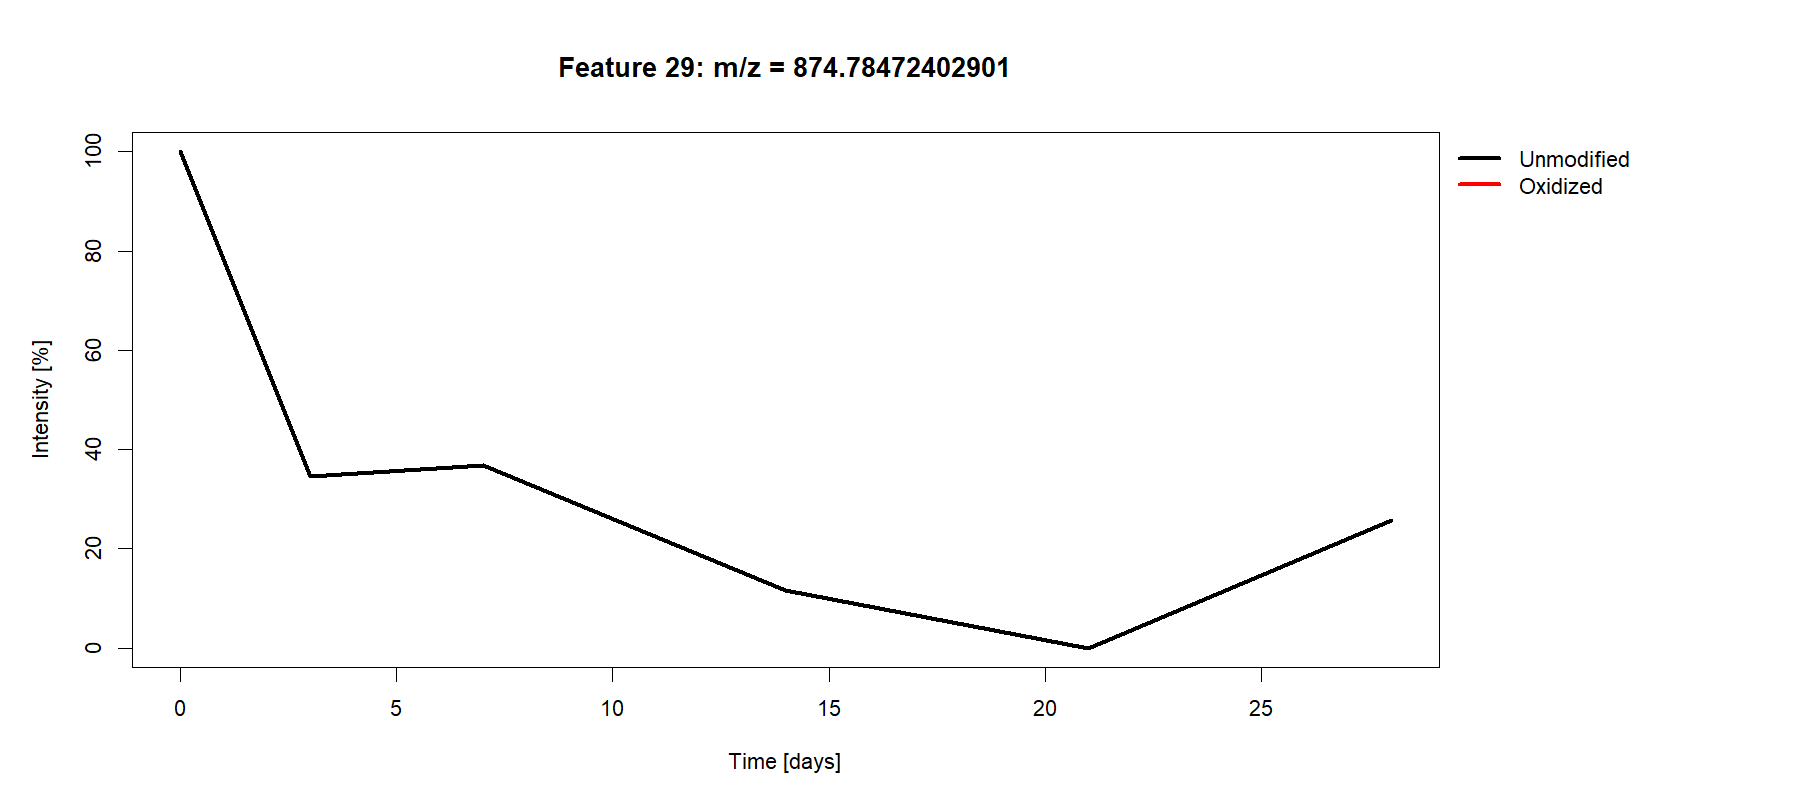 Feature 29: m/z = 874.78472402901
Unmodified
Oxidized
Intensity [%]
100
80
60
40
20
0
0 5 10 15 20 25
Time [days]